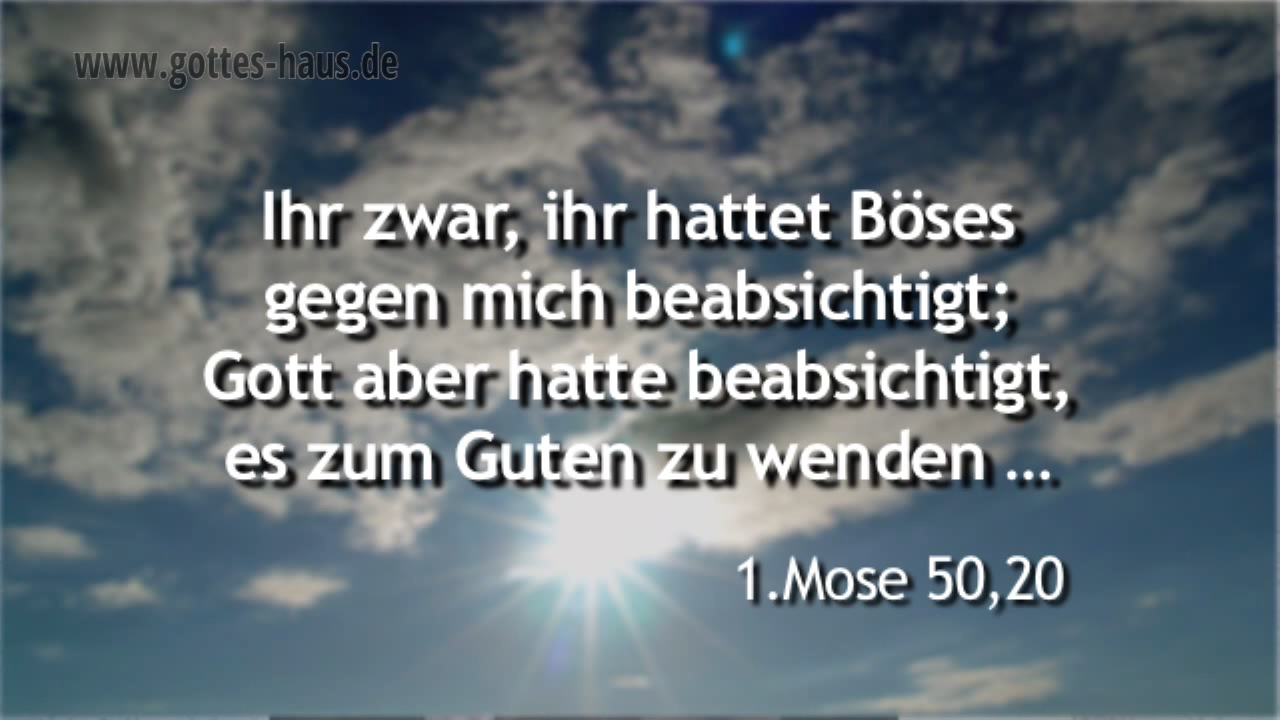 www.gottes-haus.de
Ihr zwar, ihr hattet Böses
gegen mich beabsichtigt;
Gott aber hatte beabsichtigt,
es zum Guten zu wenden ...
1.Mose 50,20